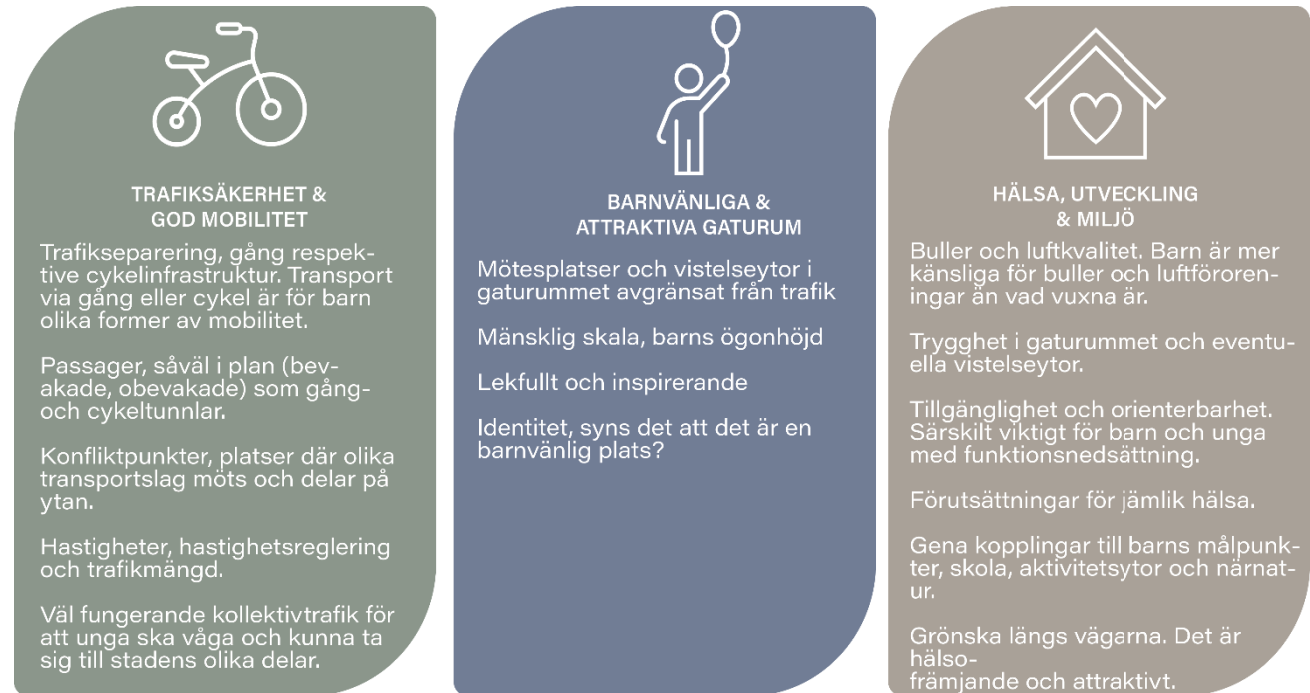 TRAFIKSÄKERHET &
GOD MOBILITET
Trafikseparering, gång respek-
tive cykelinfrastruktur. Transport
via gång eller cykel är för barn
olika former av mobilitet.
Passager, såväl i plan (bev-
akade, obevakade) som gång-
och cykeltunnlar.
Konfliktpunkter, platser där olika
transportslag möts och delar på
ytan.
Hastigheter, hastighetsreglering
och trafikmängd.
Väl fungerande kollektivtrafik för
att unga ska våga och kunna ta
sig till stadens olika delar.
BARNVÄNLIGA &
ATTRAKTIVA GATURUM
Mötesplatser och vistelseytor i
gaturummet avgränsat från trafik
Mänsklig skala, barns ögonhöjd
Lekfullt och inspirerande
Identitet, syns det att det är en
barnvänlig plats?
HÄLSA, UTVECKLING
& MILJÖ
Buller och luftkvalitet. Barn är mer
känsliga för buller och luftföroren-
ingar än vad vuxna är.
Trygghet i gaturummet och eventu-
ella vistelseytor.
Tillgänglighet och orienterbarhet.
Särskilt viktigt för barn och unga
med funktionsnedsättning.
Förutsättningar för jämlik hälsa.
Gena kopplingar till barns målpunk-
ter, skola, aktivitetsytor och närnat-
ur.
Grönska längs vägarna. Det är
hälso-
främjande och attraktivt.